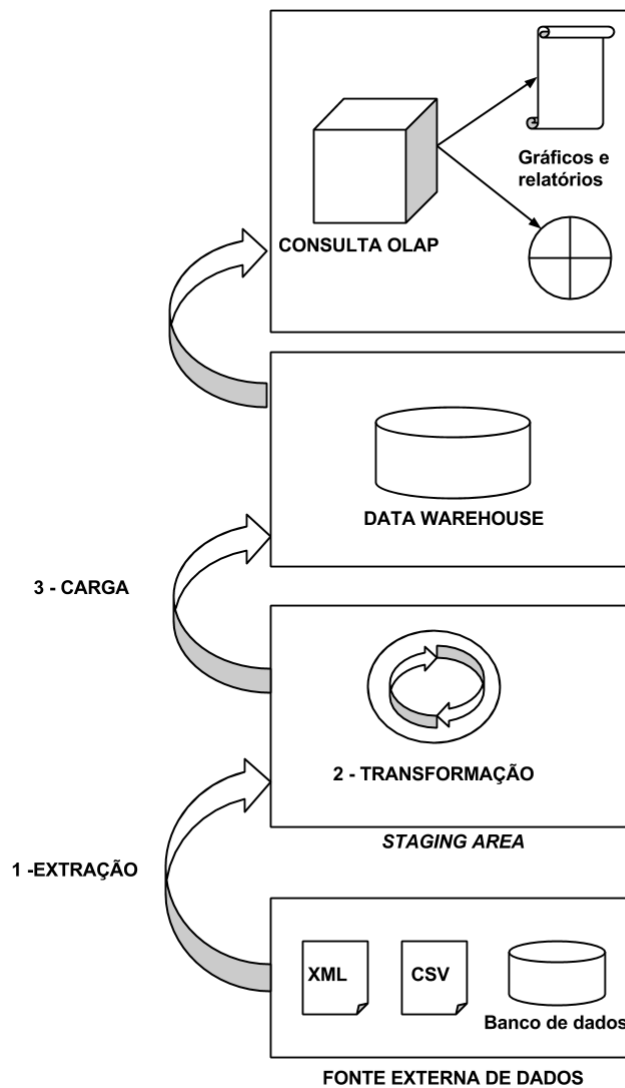 Gráficos e
relatórios
CONSULTA OLAP
DATA WAREHOUSE
3 - CARGA
2 - TRANSFORMAÇÃO
STAGING AREA
1 -EXTRAÇÃO
XML
CSV
Banco de dados
FONTE EXTERNA DE DADOS